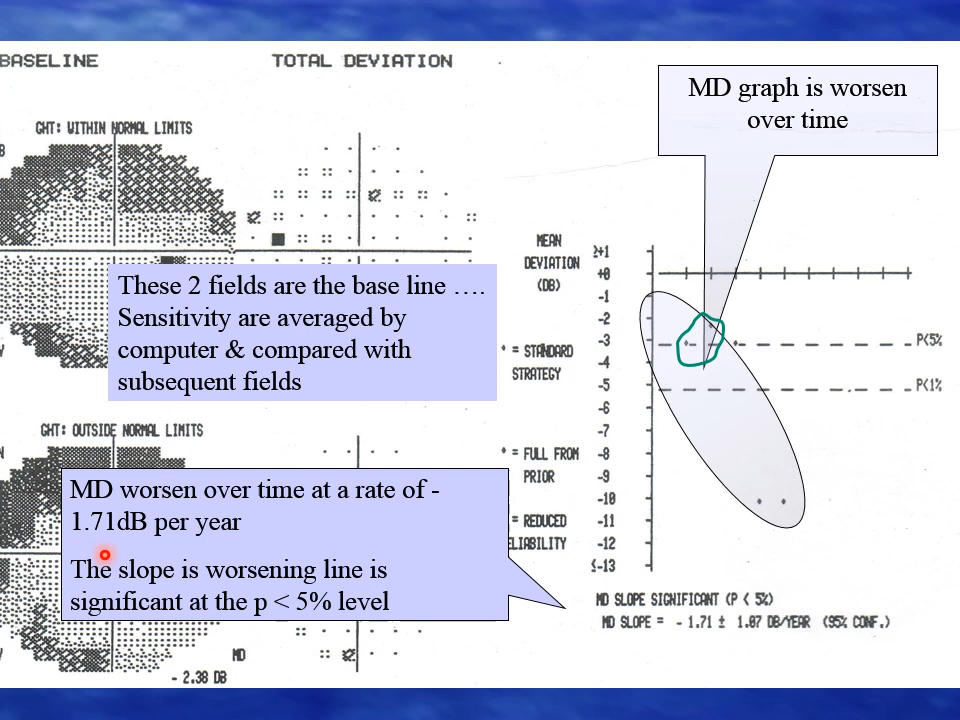 BASELINE
TOTAL DEVIATION
GHT: WITHIN NORMAL LIMITS
MD graph is worsen
over time
These 2 fields are the base line ….
Sensitivity are averaged by
computer & compared with
subsequent fields
MEAN
DEVIATION
(DB)
≥+1
+0
-1
-2
-3
-4
-5
-6
-7
-8
-9
-10
-11
-12
≤-13
P<5%
P<1%
= STANDARD
STRATEGY
= FULL FROM
PRIOR
= REDUCED
GHT: OUTSIDE NORMAL LIMITS
MD worsen over time at a rate of -
1.71dB per year
The slope is worsening line is
significant at the p < 5% level
MD SLOPE SIGNIFICANT (P < 5%)
MD SLOPE = - 1.71 ± 1.07 DB/YEAR (95% CONF.)
MD
- 2.38 DB